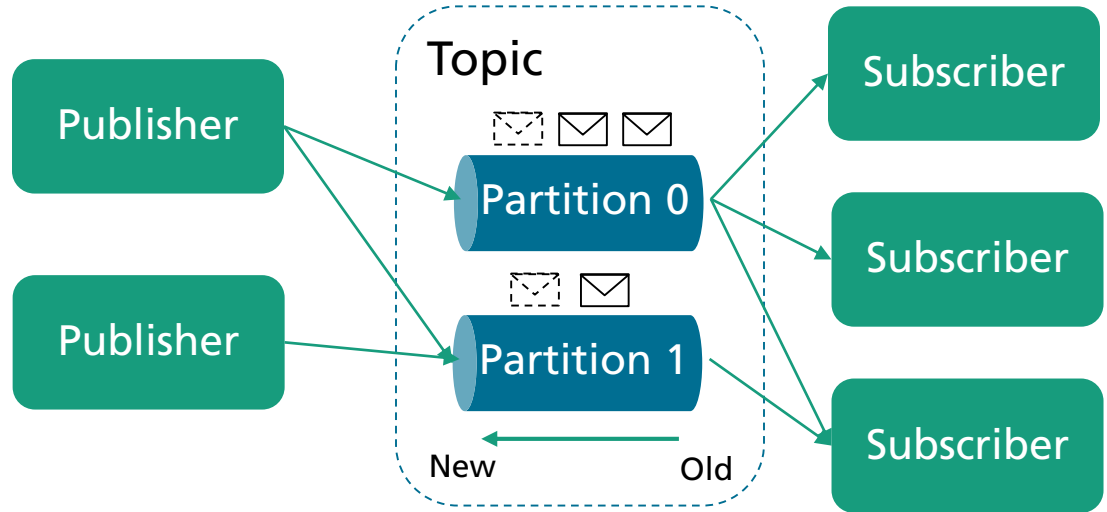 Topic
Publisher
Publisher
Partition 0
Partition 1
New
Old
Subscriber
Subscriber
Subscriber